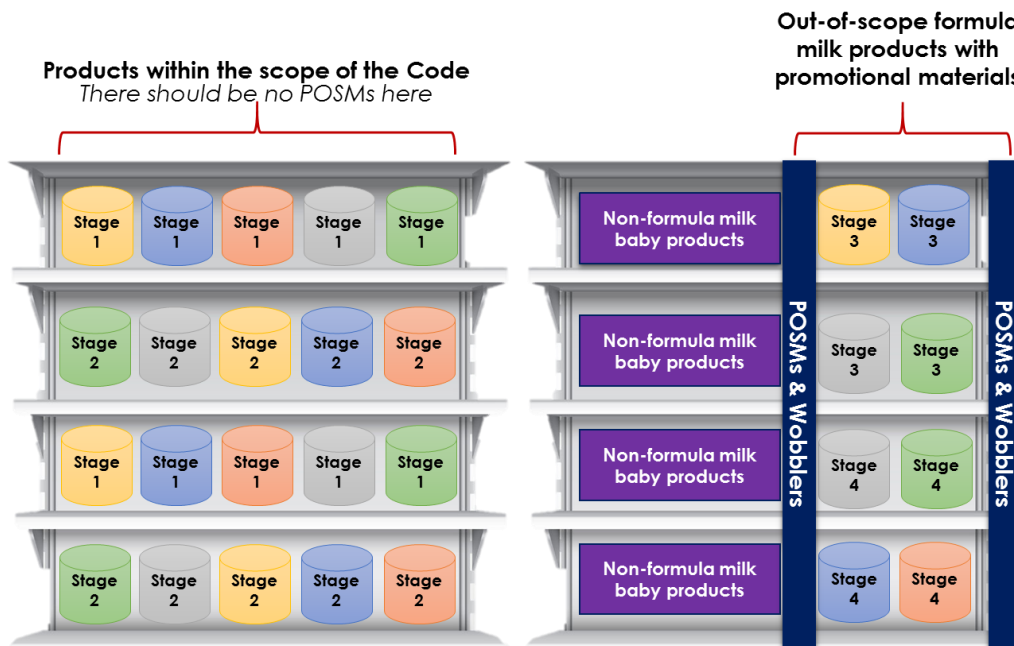 Products within the scope of the Code
There should be no POSMs here
Out-of-scope formula
milk products with
promotional materials
Stage
1
Stage
1
Stage
1
Stage
1
Stage
1
Stage
2
Stage
2
Stage
2
Stage
2
Stage
2
Stage
1
Stage
1
Stage
1
Stage
1
Stage
1
Stage
2
Stage
2
Stage
2
Stage
2
Stage
2
Non-formula milk
baby products
Non-formula milk
baby products
Non-formula milk
baby products
Non-formula milk
baby products
POSMs & Wobblers
Stage
3
Stage
3
Stage
3
Stage
3
Stage
4
Stage
4
Stage
4
Stage
4
POSMs & Wobblers